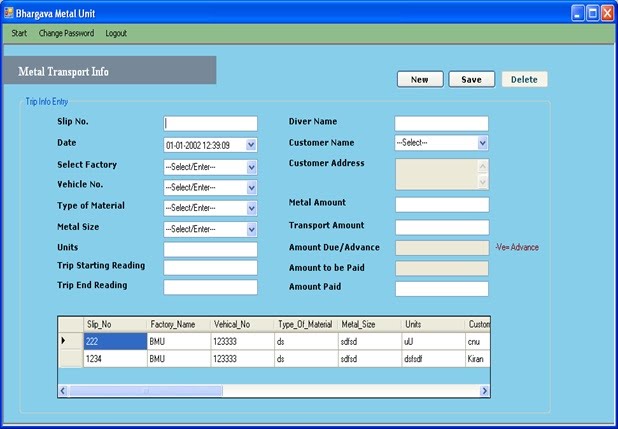 Bhargava Metal Unit
Start Change Password Logout
Metal Transport Info
New Save Delete
Trip Info Entry
Slip No. Diver Name
Date 01-01-2002 12:39:09 Customer Name ---Select---
Select Factory ---Select/Enter--- Customer Address
Vehicle No. ---Select/Enter---
Type of Material ---Select/Enter--- Metal Amount
Metal Size ---Select/Enter--- Transport Amount
Units Amount Due/Advance -Ve= Advance
Trip Starting Reading Amount to be Paid
Trip End Reading Amount Paid
Slip_No Factory_Name Vehical_No Type_Of_Material Metal_Size Units Custom
222 BMU 123333 ds sdfsd uU cnu
1234 BMU 123333 ds sdfsd dsfsdf Kiran